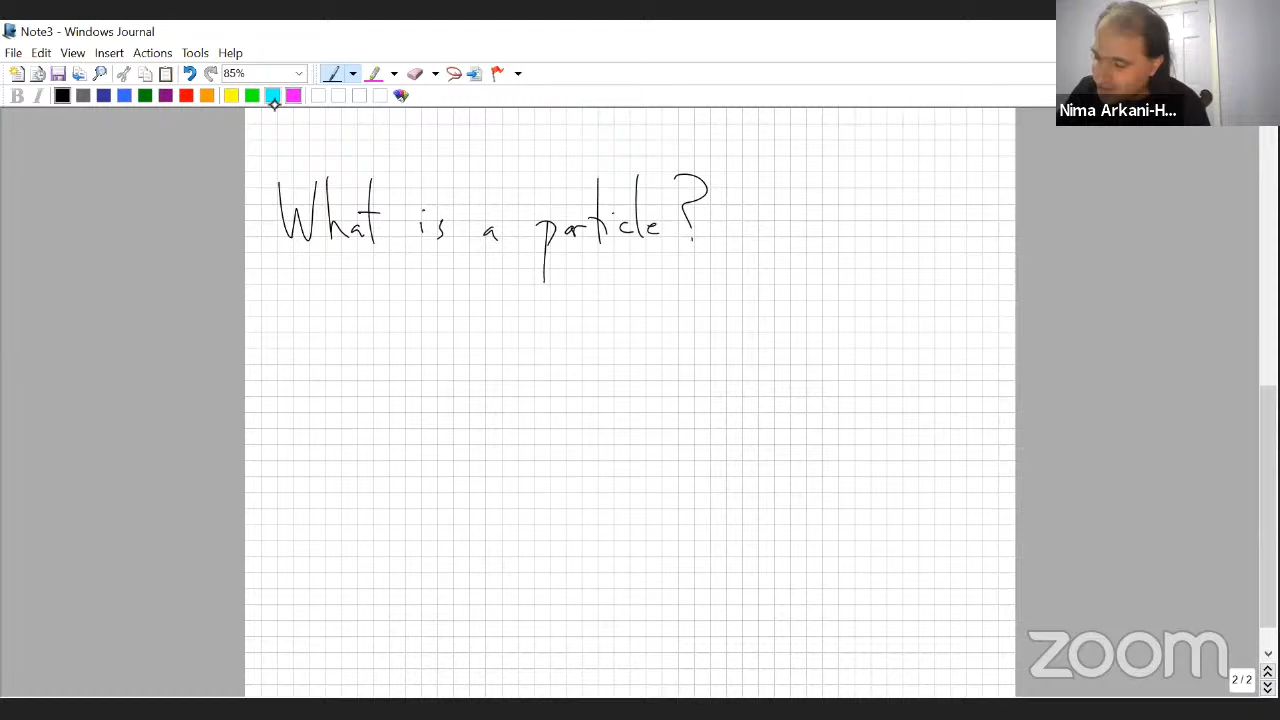 Note3 - Windows Journal
File Edit View Insert Actions Tools Help
85%
B I
Nima Arkani-H...
What is a particle?
zoom
2 / 2